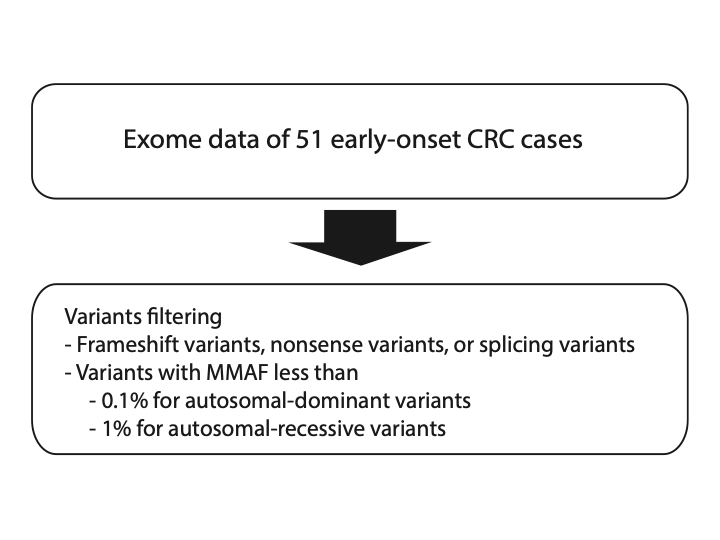 Exome data of 51 early-onset CRC cases
Variants filtering
- Frameshift variants, nonsense variants, or splicing variants
- Variants with MMAF less than
- 0.1% for autosomal-dominant variants
- 1% for autosomal-recessive variants